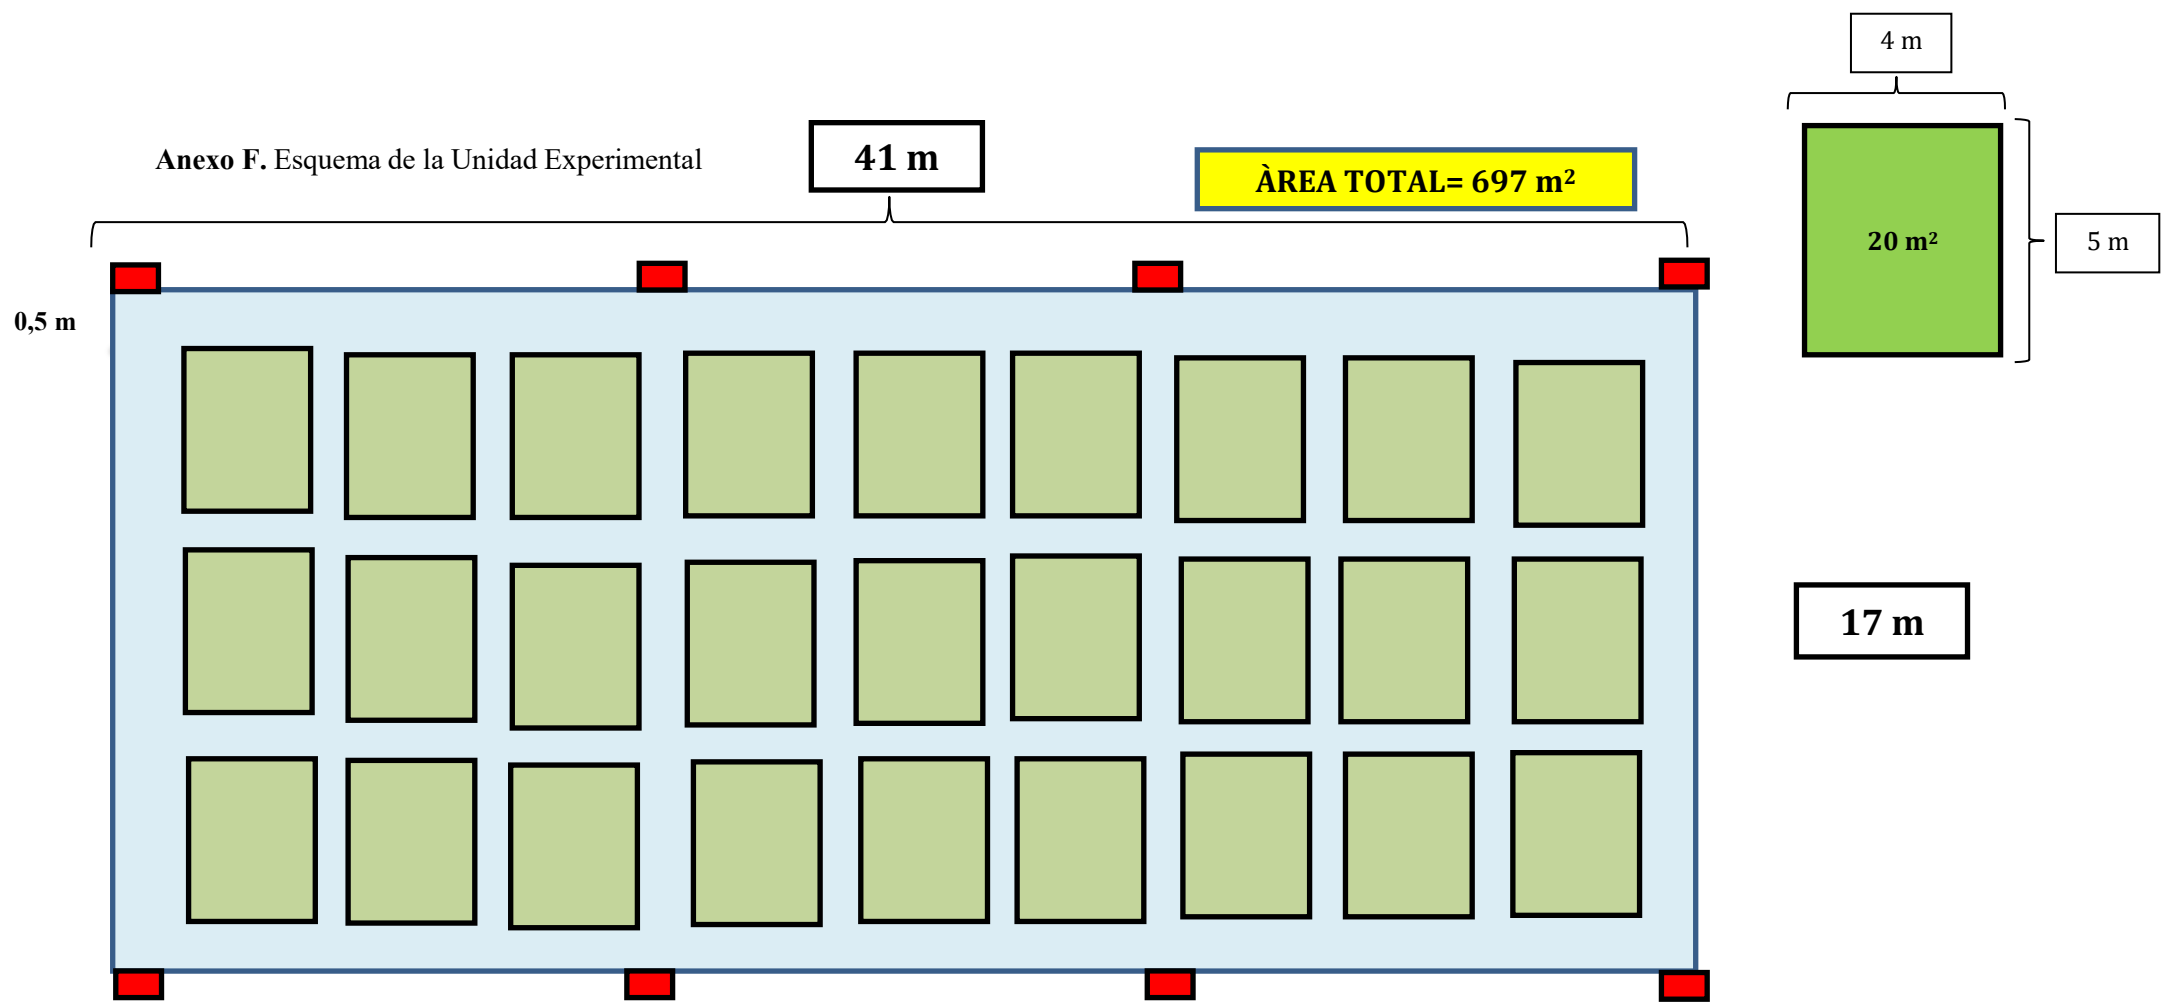 4 m
Anexo F. Esquema de la Unidad Experimental
41 m
ÀREA TOTAL= 697 m²
20 m²
5 m
0,5 m
17 m